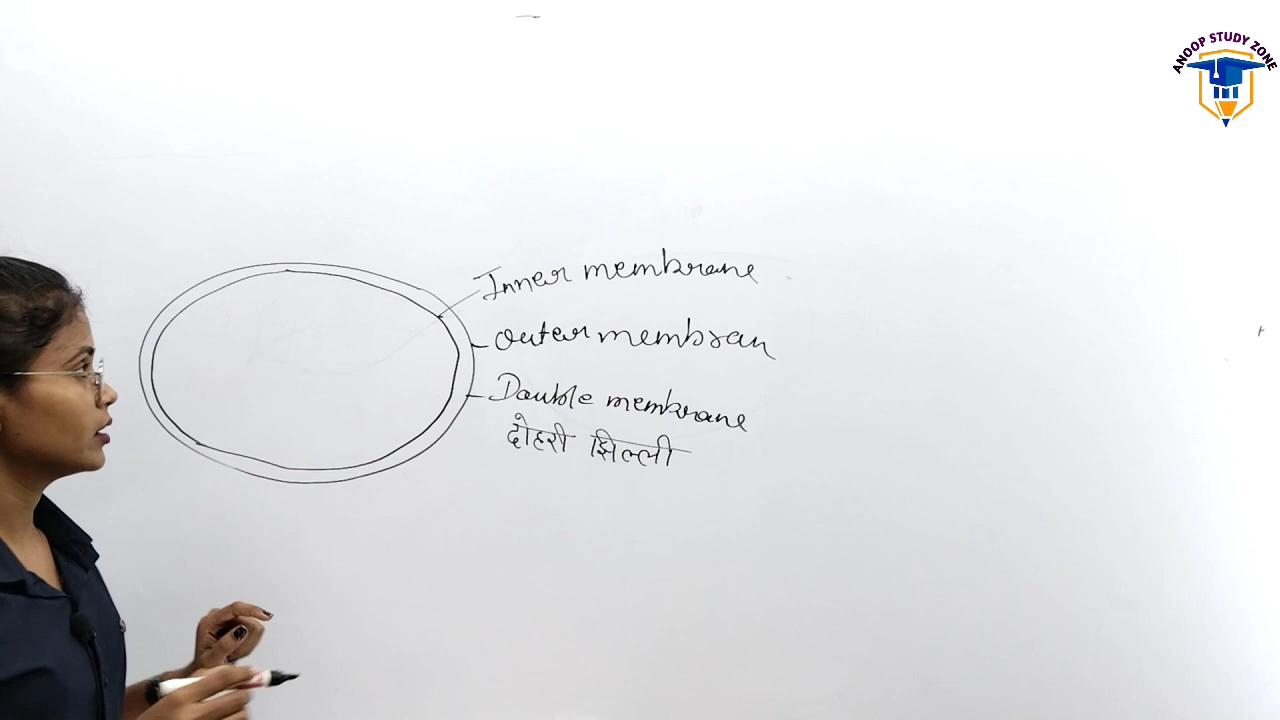 ANOOP STUDY ZONE
Inner membrane
outer membran
Double membrane
दोहरी झिल्ली